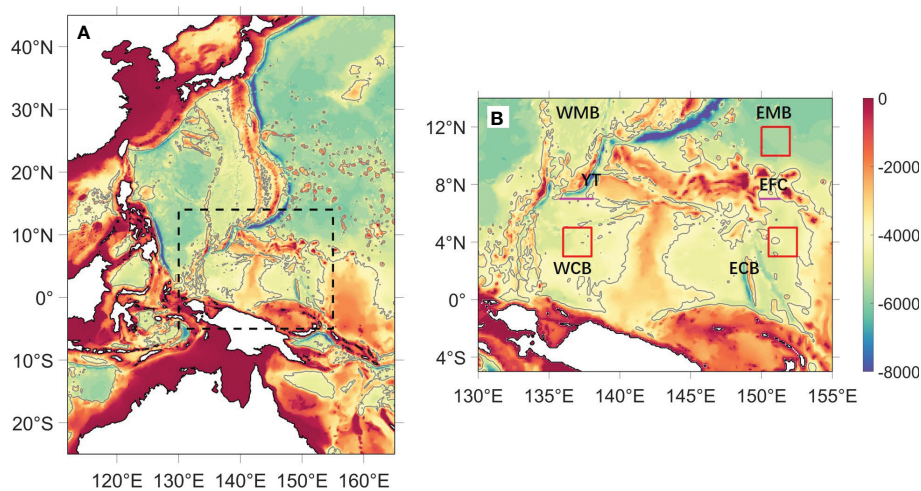 A
40°N
30°N
20°N
10°N
0°
10°S
20°S
120°E
130°E
140°E
150°E
160°E
B
WMB
EMB
YT
EFC
WCB
ECB
12°N
8°N
4°N
0°
4°S
130°E
135°E
140°E
145°E
150°E
155°E
0
-2000
-4000
-6000
-8000